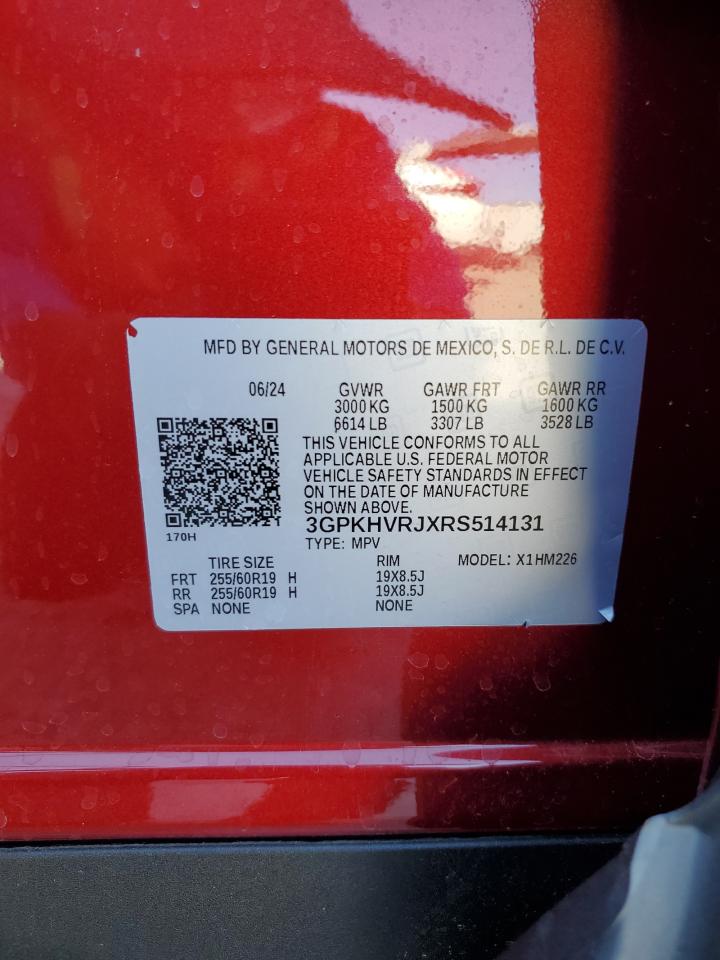 MFD BY GENERAL MOTORS DE MEXICO, S. DE R.L. DE C.V.
06/24 GVWR GAWR FRT GAWR RR
3000 KG 1500 KG 1600 KG
6614 LB 3307 LB 3528 LB
THIS VEHICLE CONFORMS TO ALL
APPLICABLE U.S. FEDERAL MOTOR
VEHICLE SAFETY STANDARDS IN EFFECT
ON THE DATE OF MANUFACTURE
SHOWN ABOVE.
3GPKHVRJXRS514131
170H TYPE: MPV
TIRE SIZE RIM MODEL: X1HM226
FRT 255/60R19 H 19X8.5J
RR 255/60R19 H 19X8.5J
SPA NONE NONE